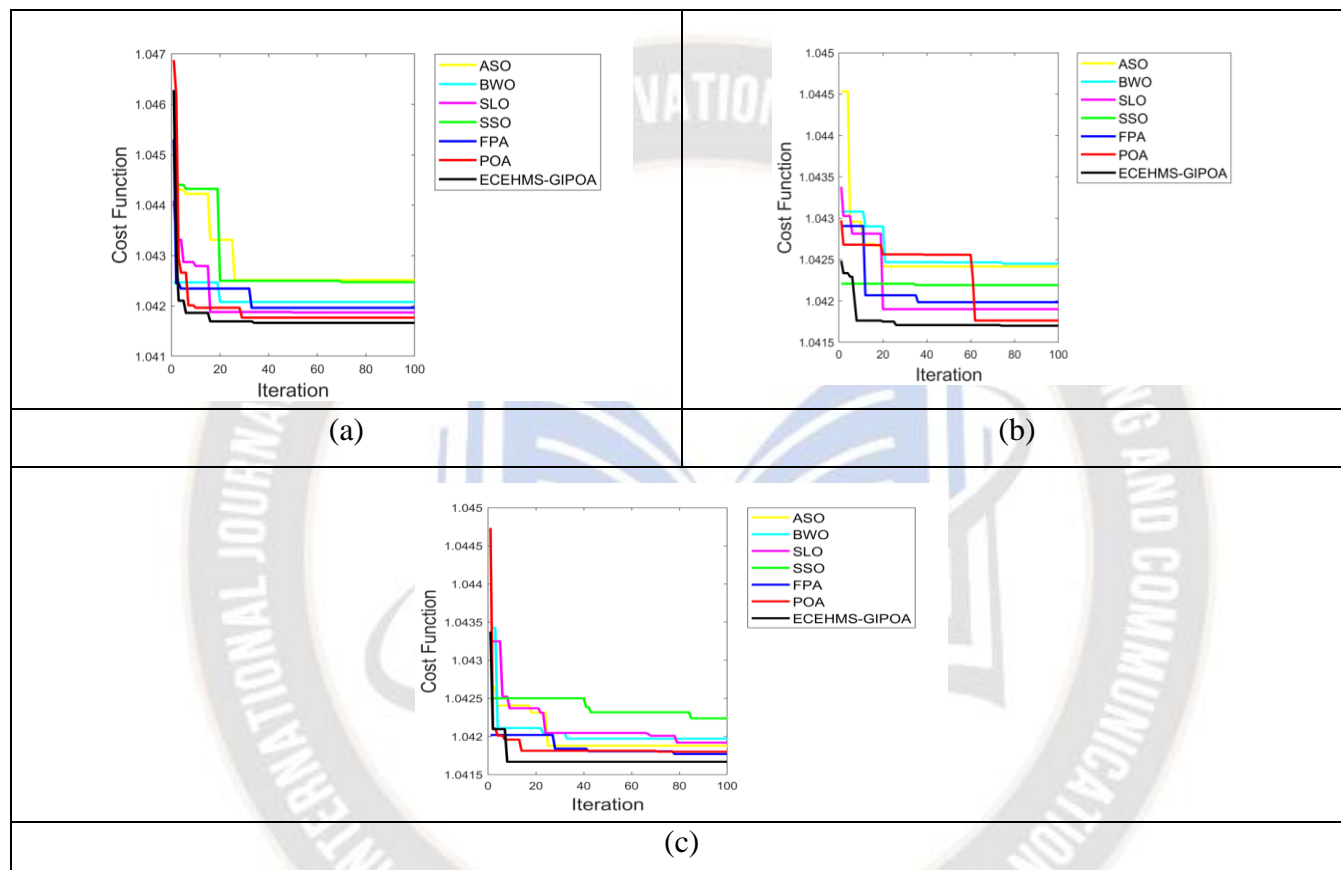 1.047
1.046
1.045
1.044
1.043
1.042
1.041
0 20 40 60 80 100
Cost Function
Iteration
ASO
BWO
SLO
SSO
FPA
POA
ECEHMS-GIPOA
(a)
1.045
1.0445
1.044
1.0435
1.043
1.0425
1.042
1.0415
0 20 40 60 80 100
Cost Function
Iteration
ASO
BWO
SLO
SSO
FPA
POA
ECEHMS-GIPOA
(b)
1.045
1.0445
1.044
1.0435
1.043
1.0425
1.042
1.0415
0 20 40 60 80 100
Cost Function
Iteration
ASO
BWO
SLO
SSO
FPA
POA
ECEHMS-GIPOA
(c)
INTERNATIONAL JOURNAL
NG AND COMMUNICATION